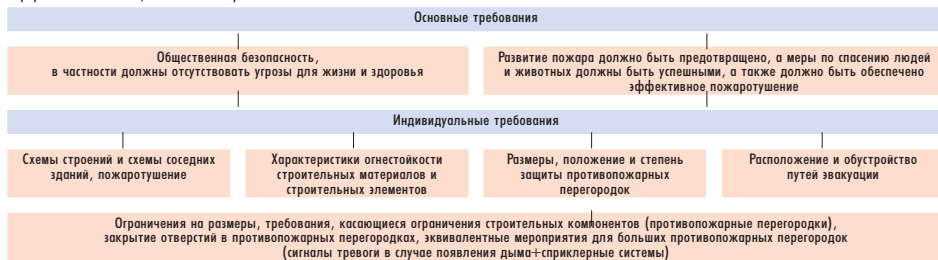 Основные требования
Общественная безопасность,
в частности должны отсутствовать угрозы для жизни и здоровья
Развитие пожара должно быть предотвращено, а меры по спасению людей
и животных должны быть успешными, а также должно быть обеспечено
эффективное пожаротушение
Индивидуальные требования
Схемы строений и схемы соседних
зданий, пожаротушение
Характеристики огнестойкости
строительных материалов и
строительных элементов
Размеры, положение и степень
защиты противопожарных
перегородок
Расположение и обустройство
путей эвакуации
Ограничения на размеры, требования, касающиеся ограничения строительных компонентов (противопожарные перегородки),
закрытие отверстий в противопожарных перегородках, эквивалентные мероприятия для больших противопожарных перегородок
(сигналы тревоги в случае появления дыма+сприклерные системы)